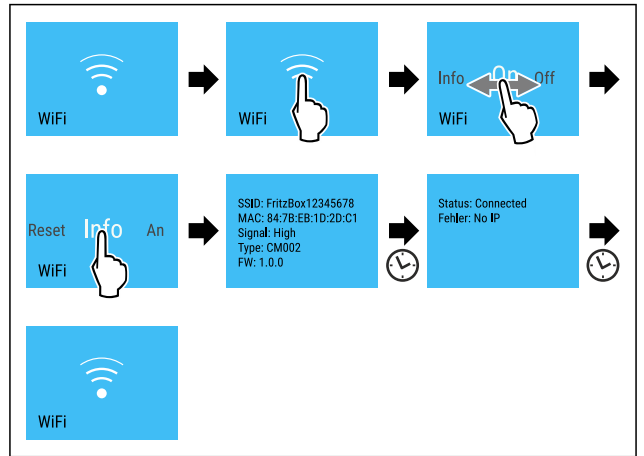 WiFi
WiFi
Info On Off
WiFi
Reset Info An
WiFi
SSID: FritzBox12345678
MAC: 84:7B:EB:1D:2D:C1
Signal: High
Type: CM002
FW: 1.0.0
Status: Connected
Fehler: No IP
WiFi